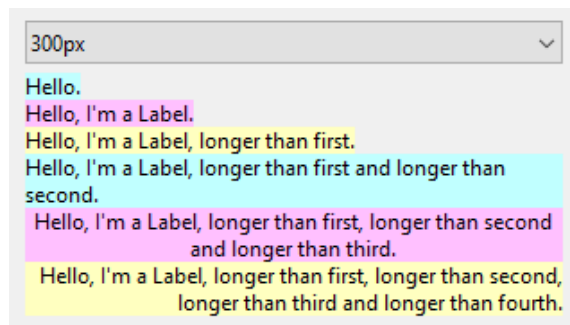 300px
Hello.
Hello, I'm a Label.
Hello, I'm a Label, longer than first.
Hello, I'm a Label, longer than first and longer than
second.
Hello, I'm a Label, longer than first, longer than second
and longer than third.
Hello, I'm a Label, longer than first, longer than second,
longer than third and longer than fourth.